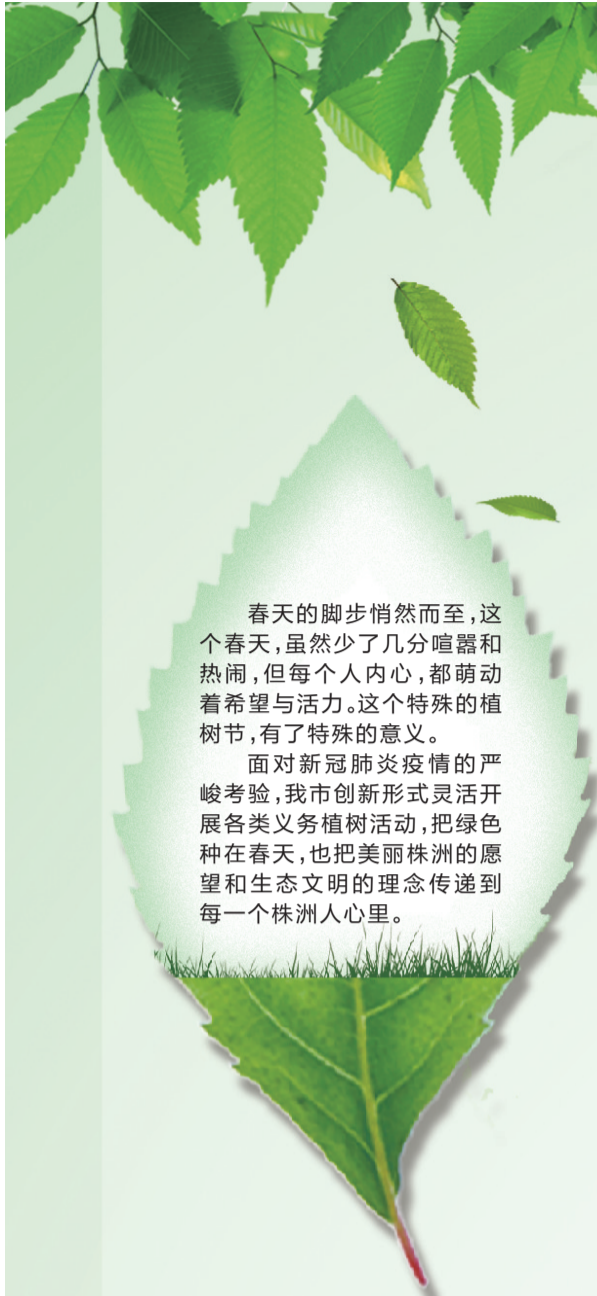 春天的脚步悄然而至,这
个春天,虽然少了几分喧嚣和
热闹,但每个人内心,都萌动
着希望与活力。这个特殊的植
树节,有了特殊的意义。
面对新冠肺炎疫情的严
峻考验,我市创新形式灵活开
展各类义务植树活动,把绿色
种在春天,也把美丽株洲的愿
望和生态文明的理念传递到
每一个株洲人心里。